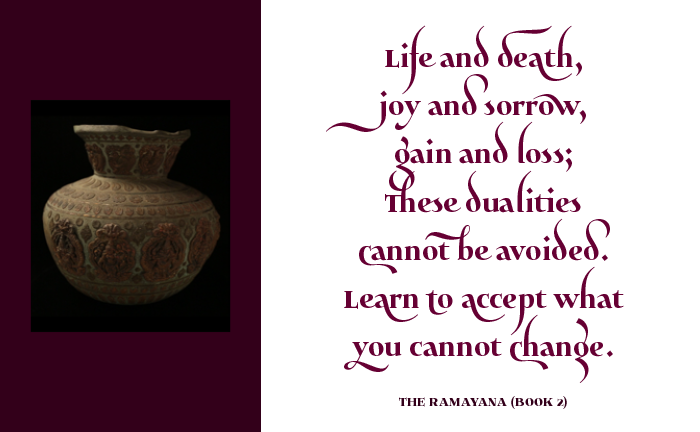 Life and death,
joy and sorrow,
gain and loss;
These dualities
cannot be avoided.
Learn to accept what
you cannot change.
THE RAMAYANA (BOOK 2)